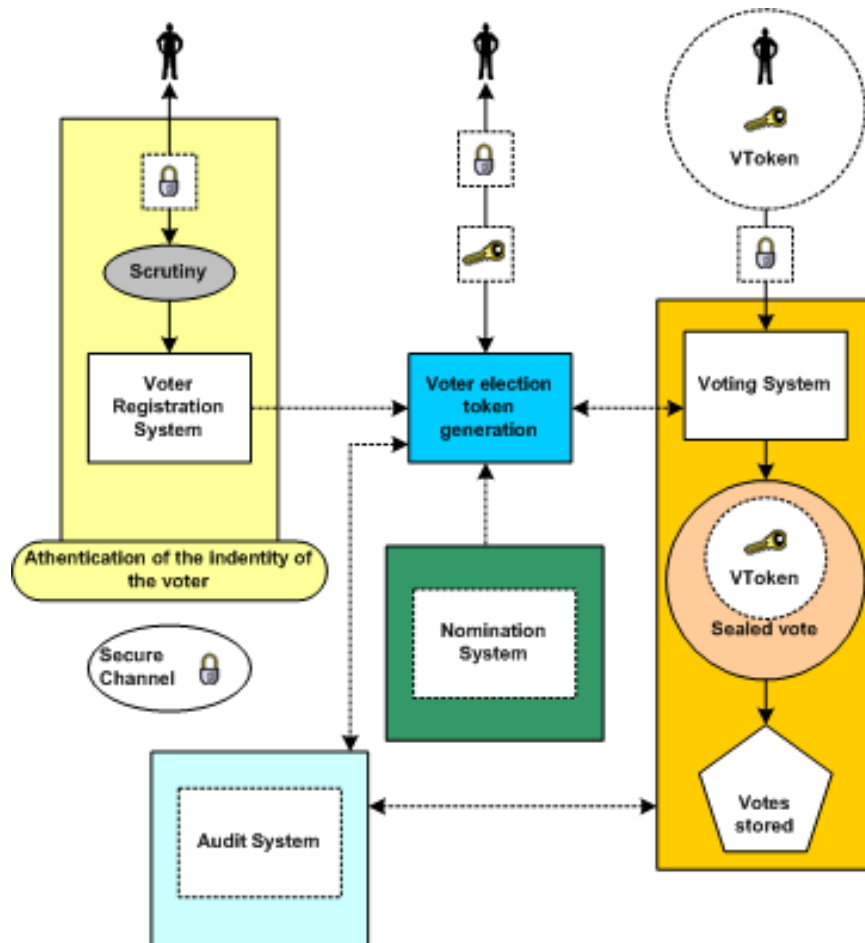 VToken
Scrutiny
Voter
Registration
System
Voter election
token
generation
Voting System
Athentication of the indentity of
the voter
VToken
Sealed vote
Nomination
System
Secure
Channel
Votes
stored
Audit System